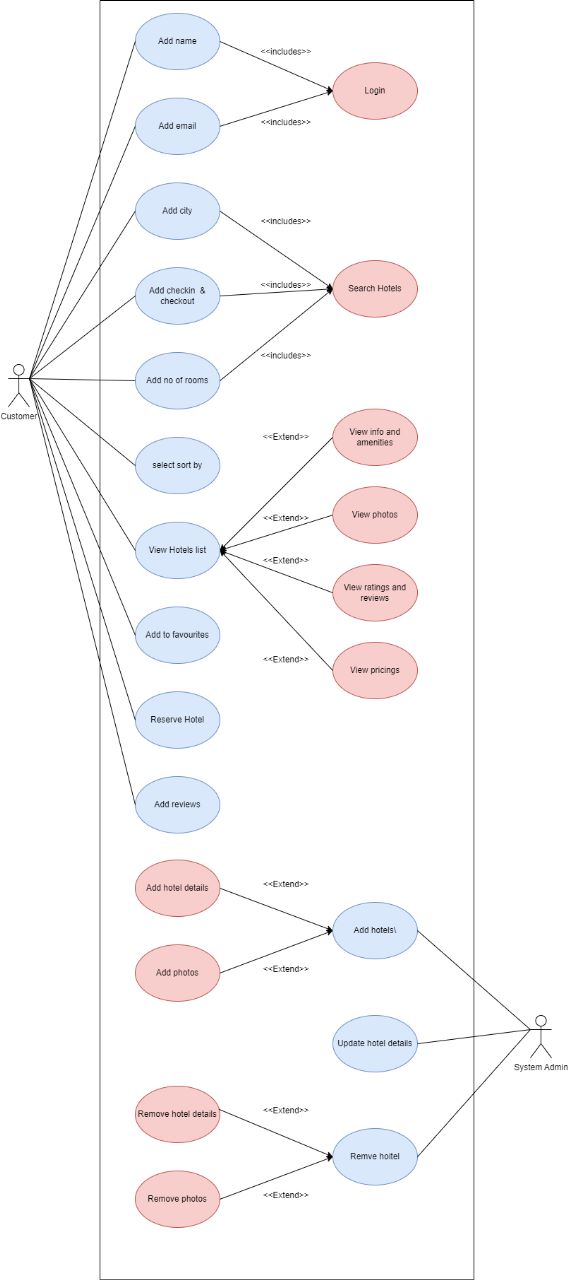 Add name
<<includes>>
Login
Add email
<<includes>>
Add city
<<includes>>
Add checkin  &
checkout
<<includes>>
Search Hotels
Add no of rooms
<<includes>>
Customer
<<Extend>>
View info and
amenities
select sort by
<<Extend>>
View photos
View Hotels list
<<Extend>>
View ratings and
reviews
Add to favourites
<<Extend>>
View pricings
Reserve Hotel
Add reviews
Add hotel details
<<Extend>>
Add hotels\
Add photos
<<Extend>>
Update hotel details
System Admin
Remove hotel details
<<Extend>>
Remve hoitel
Remove photos
<<Extend>>